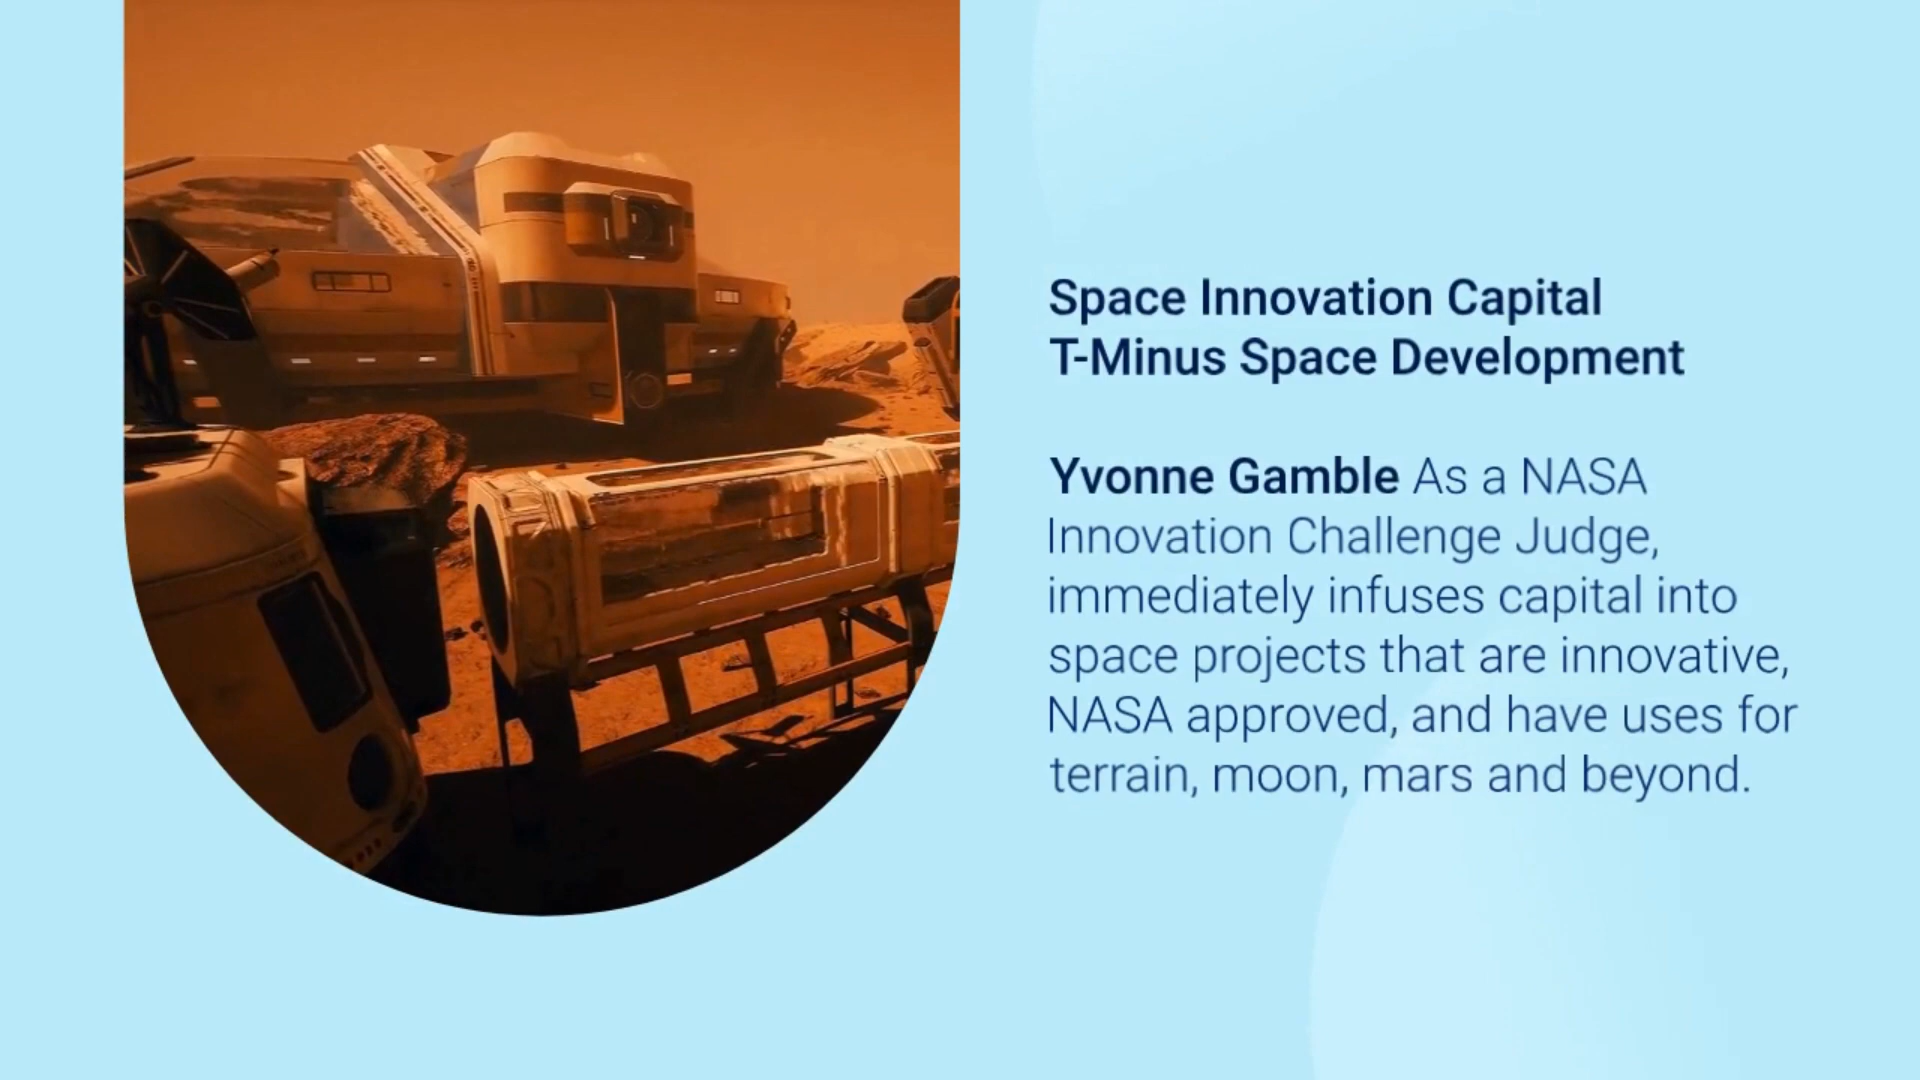 Space Innovation Capital
T-Minus Space Development
Yvonne Gamble As a NASA
Innovation Challenge Judge,
immediately infuses capital into
space projects that are innovative,
NASA approved, and have uses for
terrain, moon, mars and beyond.